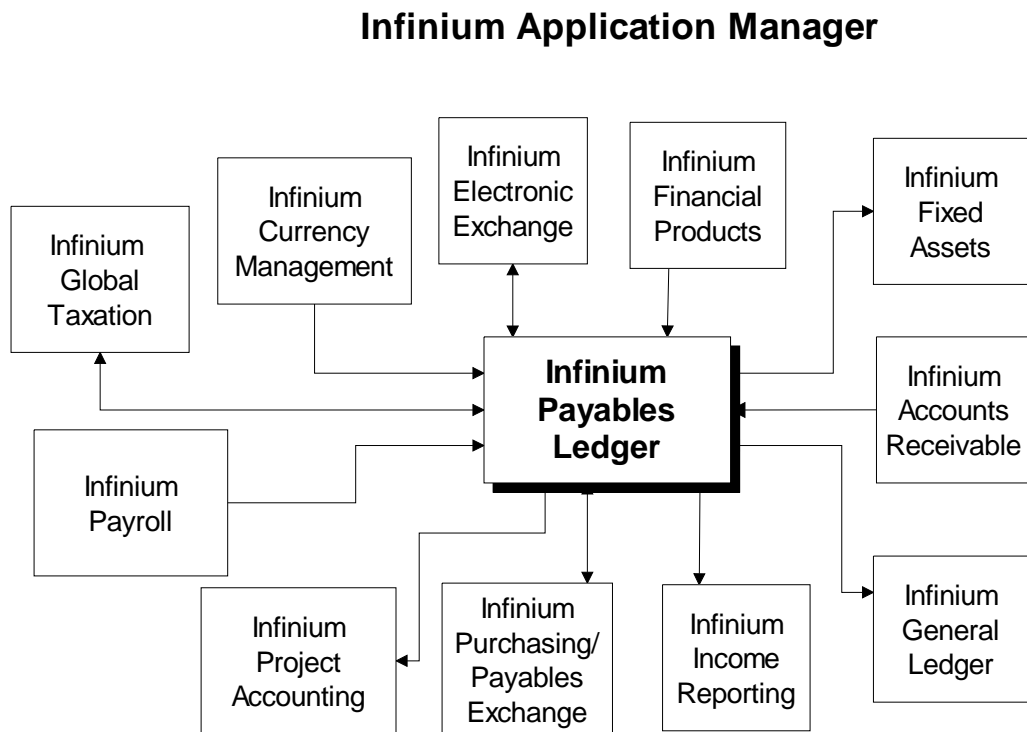 Infinium Application Manager
Infinium
Electronic
Exchange
Infinium
Financial
Products
Infinium
Fixed
Assets
Infinium
Currency
Management
Infinium
Global
Taxation
Infinium
Payables
Ledger
Infinium
Accounts
Receivable
Infinium
Payroll
Infinium
Project
Accounting
Infinium
Purchasing/
Payables
Exchange
Infinium
Income
Reporting
Infinium
General
Ledger